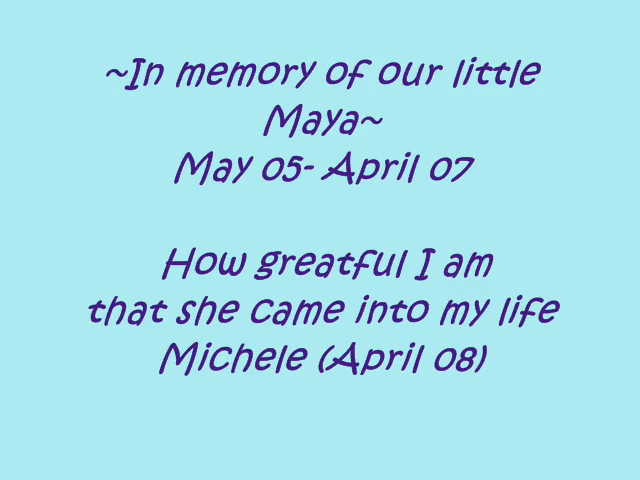 ~In memory of our little
Maya~
May 05- April 07
How greatful I am
that she came into my life
Michele (April 08)